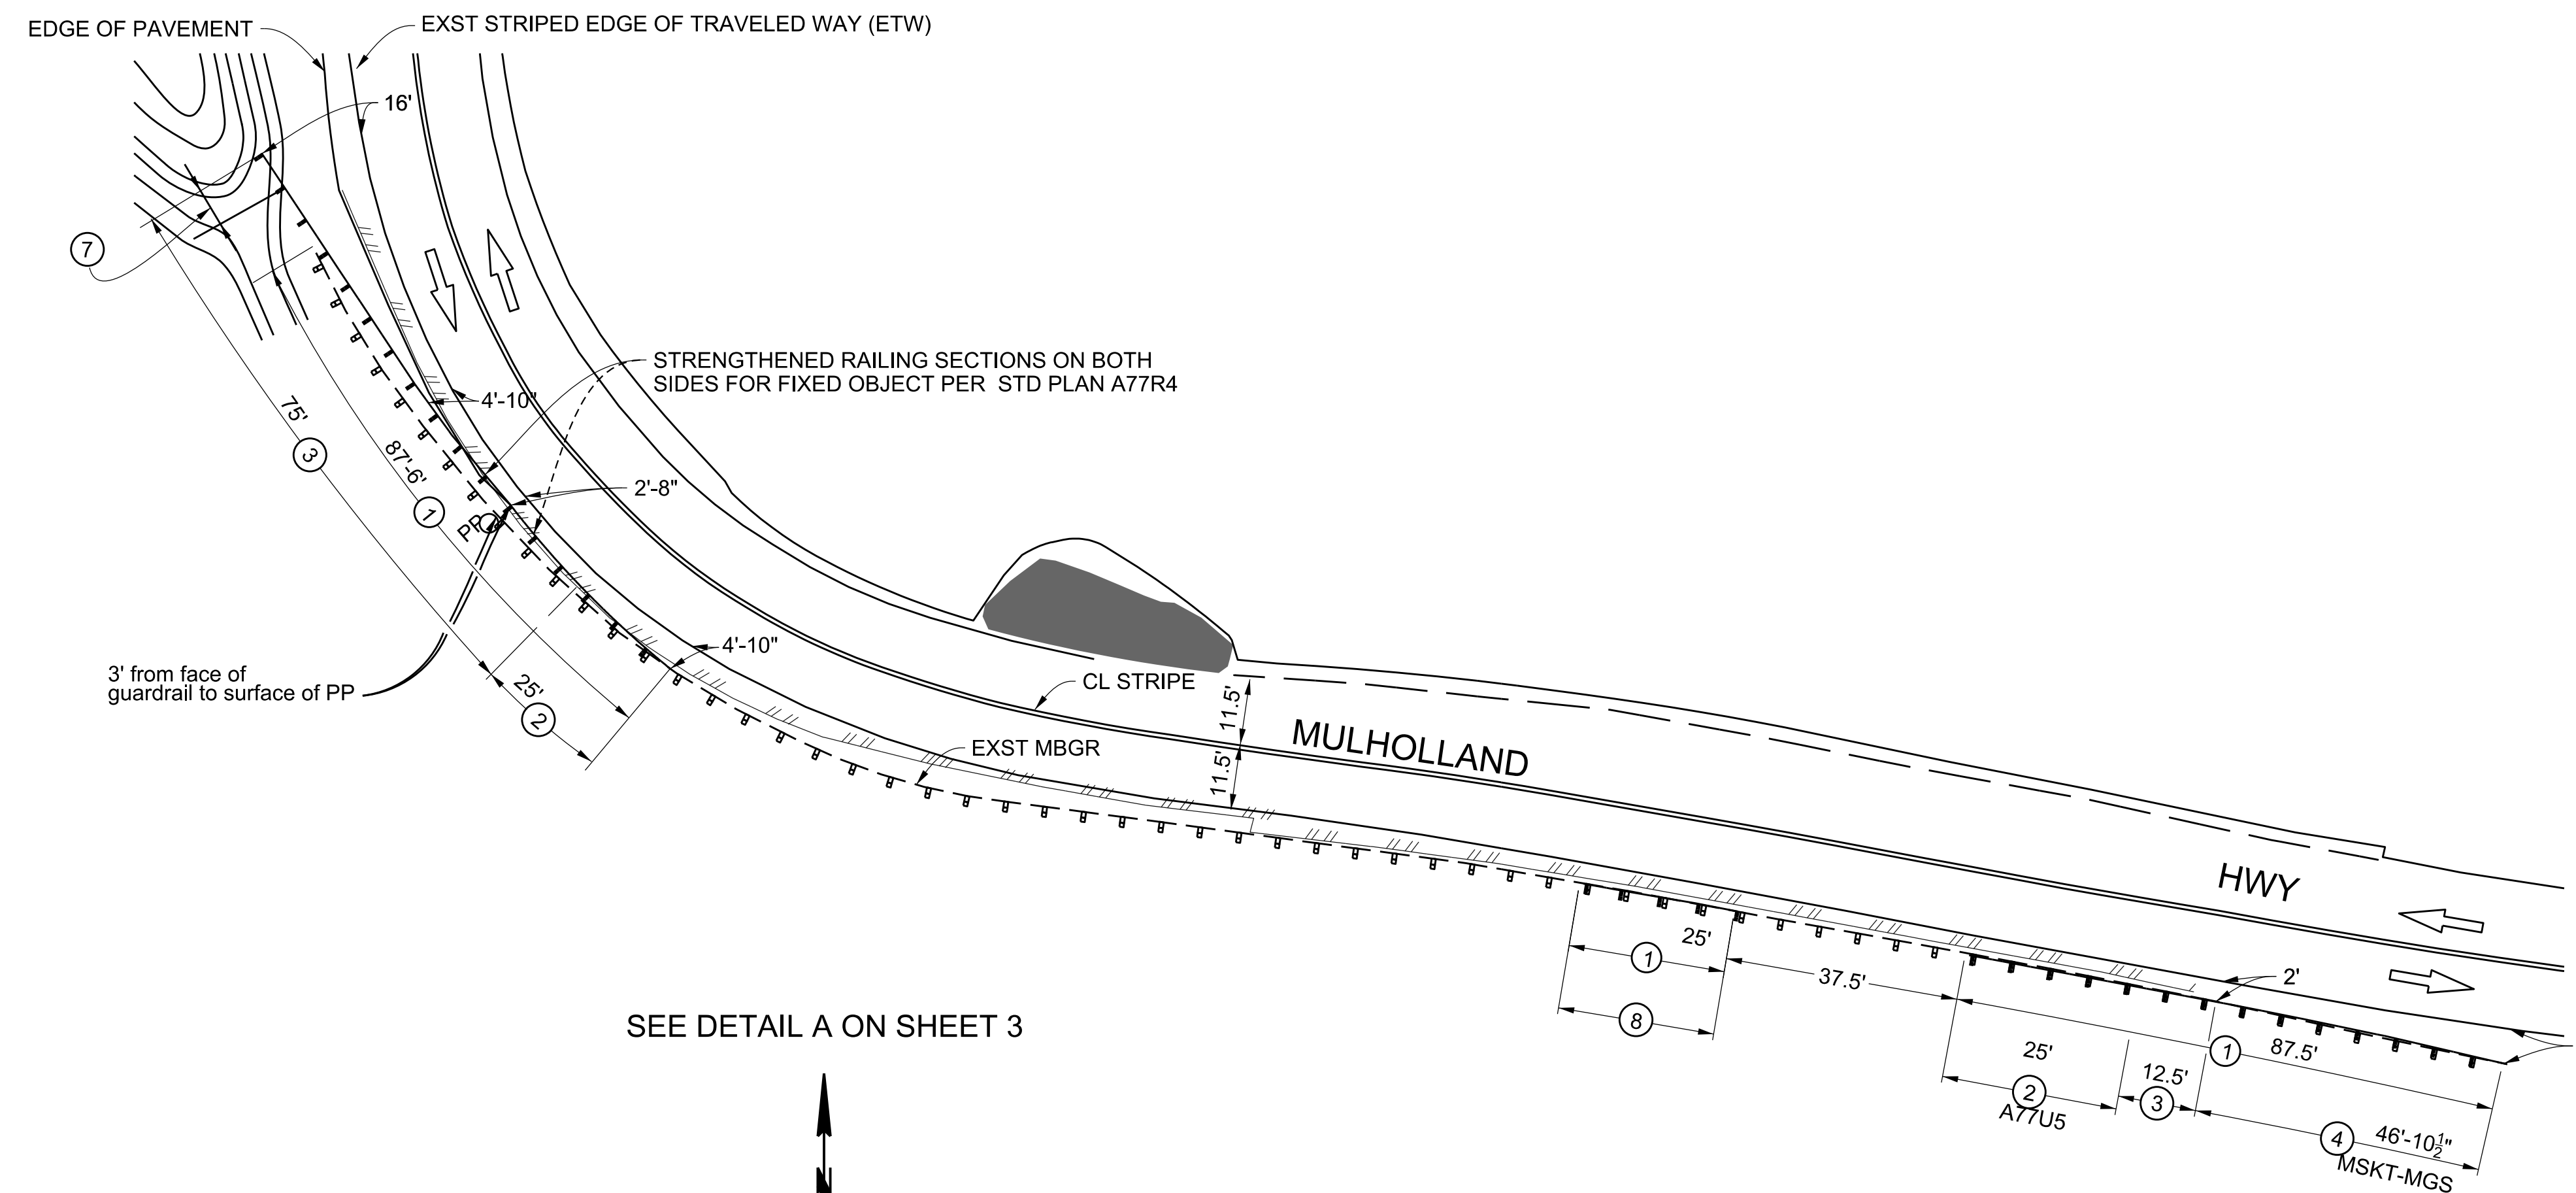 EDGE OF PAVEMENT
EXST STRIPED EDGE OF TRAVELED WAY (ETW)
16'
7
STRENGTHENED RAILING SECTIONS ON BOTH
SIDES FOR FIXED OBJECT PER STD PLAN A77R4
4'-10"
75'
3
87'-6'
1
2'-8"
PP
4'-10"
3' from face of
guardrail to surface of PP
25'
2
CL STRIPE
11.5'
11.5'
EXST MBGR
MULHOLLAND
HWY
25'
1
8
37.5'
2'
1
87.5'
25'
2
A77U5
12.5'
3
4
46'-10½"
MSKT-MGS
SEE DETAIL A ON SHEET 3